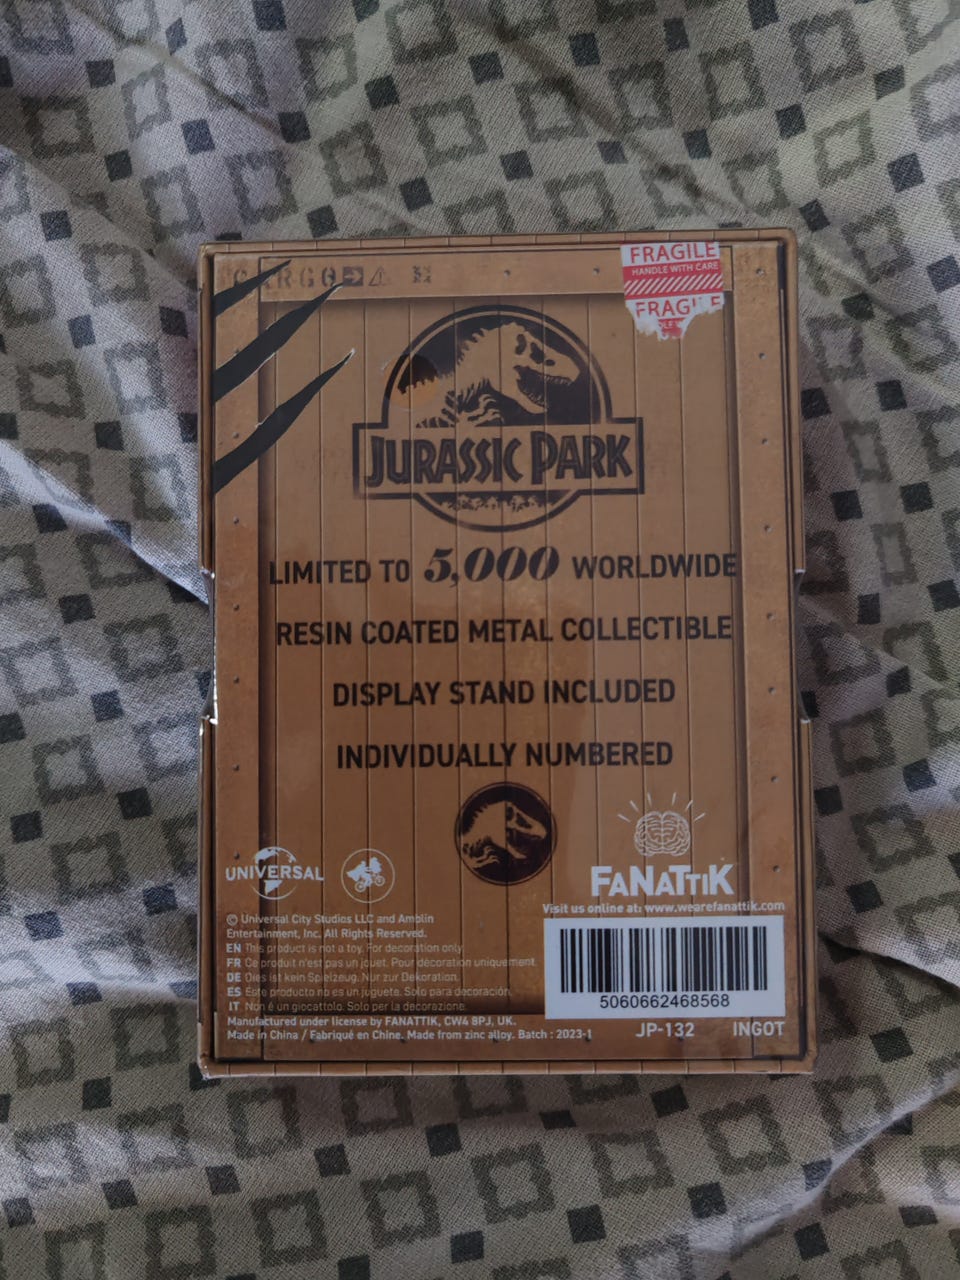 CARGO
FRAGILE
HANDLE WITH CARE
FRAGILE
JURASSIC PARK
LIMITED TO 5,000 WORLDWIDE
RESIN COATED METAL COLLECTIBLE
DISPLAY STAND INCLUDED
INDIVIDUALLY NUMBERED
UNIVERSAL
FANATTIK
Visit us online at: www.wearefanattik.com
© Universal City Studios LLC and Amblin
Entertainment, Inc. All Rights Reserved.
EN This product is not a toy. For decoration only.
FR Ce produit n'est pas un jouet. Pour décoration uniquement.
DE Dies ist kein Spielzeug. Nur zur Dekoration.
ES Este producto no es un juguete. Solo para decoración.
IT Non è un giocattolo. Solo per la decorazione.
Manufactured under license by FANATTIK, CW4 8PJ, UK.
Made in China / Fabriqué en Chine. Made from zinc alloy. Batch : 2023-1
5060662468568
JP-132 INGOT